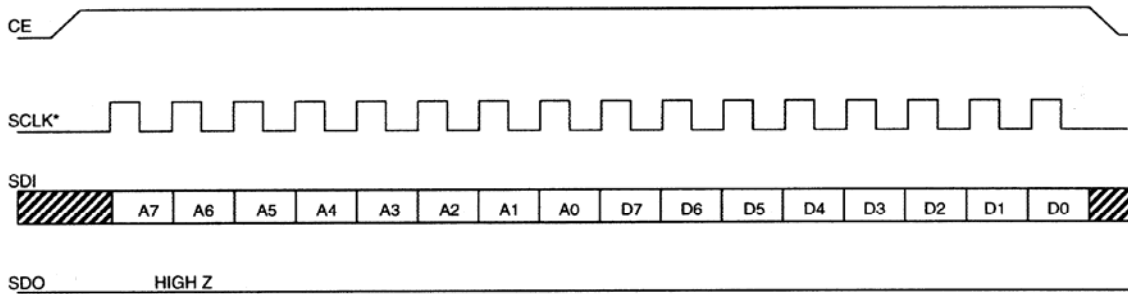 CE
SCLK*
SDI
A7 A6 A5 A4 A3 A2 A1 A0 D7 D6 D5 D4 D3 D2 D1 D0
SDO HIGH Z